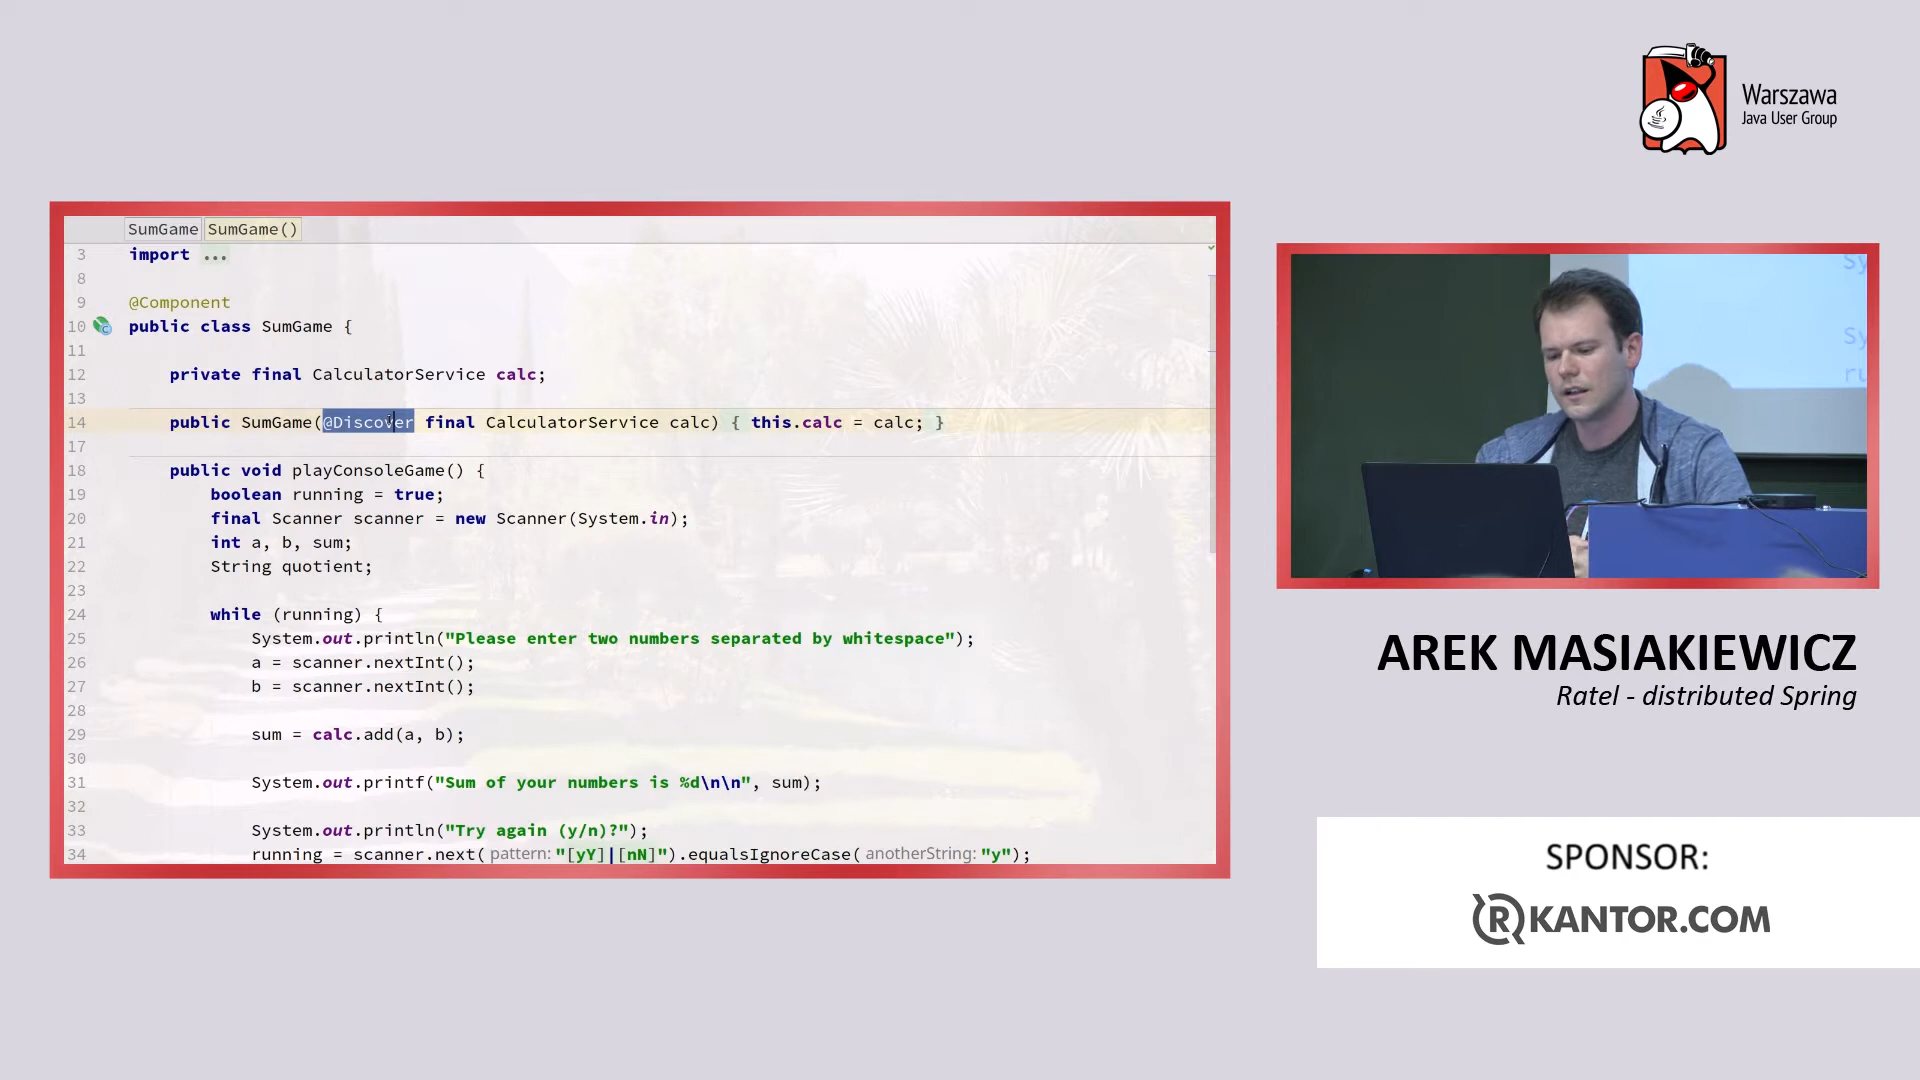 Warszawa
Java User Group
SumGame SumGame()
3 import ...
8
9 @Component
10 public class SumGame {
11
12 private final CalculatorService calc;
13
14 public SumGame(@Discover final CalculatorService calc) { this.calc = calc; }
17
18 public void playConsoleGame() {
19 boolean running = true;
20 final Scanner scanner = new Scanner(System.in);
21 int a, b, sum;
22 String quotient;
23
24 while (running) {
25 System.out.println("Please enter two numbers separated by whitespace");
26 a = scanner.nextInt();
27 b = scanner.nextInt();
28
29 sum = calc.add(a, b);
30
31 System.out.printf("Sum of your numbers is %d\n\n", sum);
32
33 System.out.println("Try again (y/n)?");
34 running = scanner.next( pattern: "[yY]|[nN]").equalsIgnoreCase( anotherString: "y");
Sy
Sy
ru
AREK MASIAKIEWICZ
Ratel - distributed Spring
SPONSOR:
RKANTOR.COM